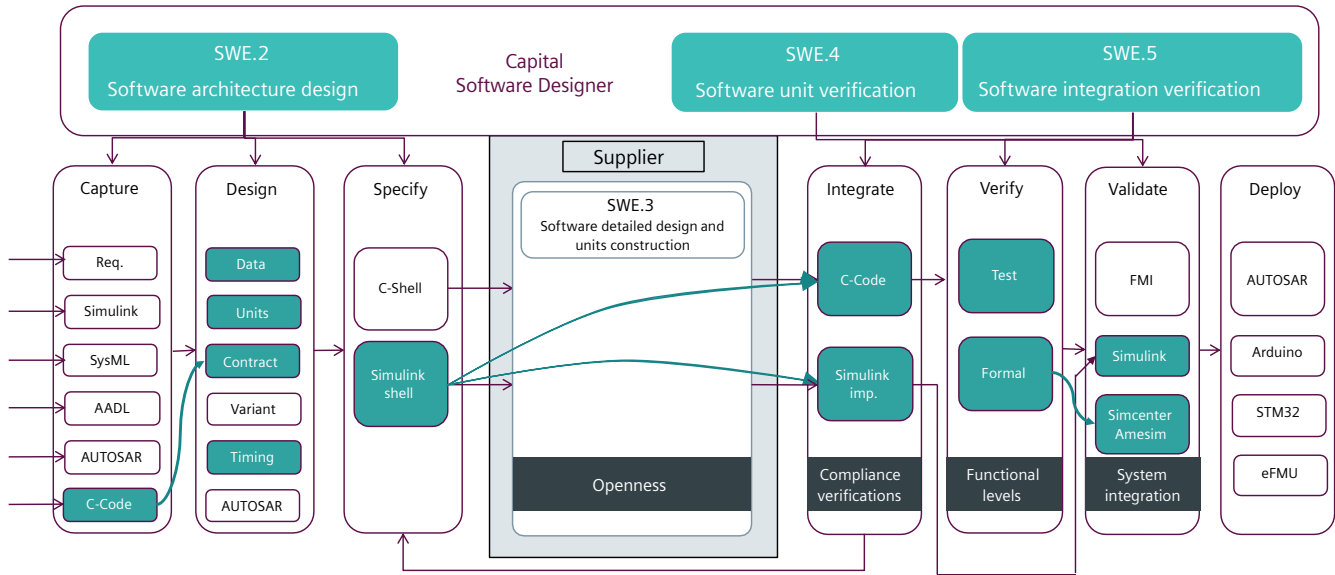 SWE.2
Software architecture design
Capital
Software Designer
SWE.4
Software unit verification
SWE.5
Software integration verification
Capture
Req.
Simulink
SysML
AADL
AUTOSAR
C-Code
Design
Data
Units
Contract
Variant
Timing
AUTOSAR
Specify
C-Shell
Simulink
shell
Supplier
SWE.3
Software detailed design and
units construction
Openness
Integrate
C-Code
Simulink
imp.
Compliance
verifications
Verify
Test
Formal
Functional
levels
Validate
FMI
Simulink
Simcenter
Amesim
System
integration
Deploy
AUTOSAR
Arduino
STM32
eFMU